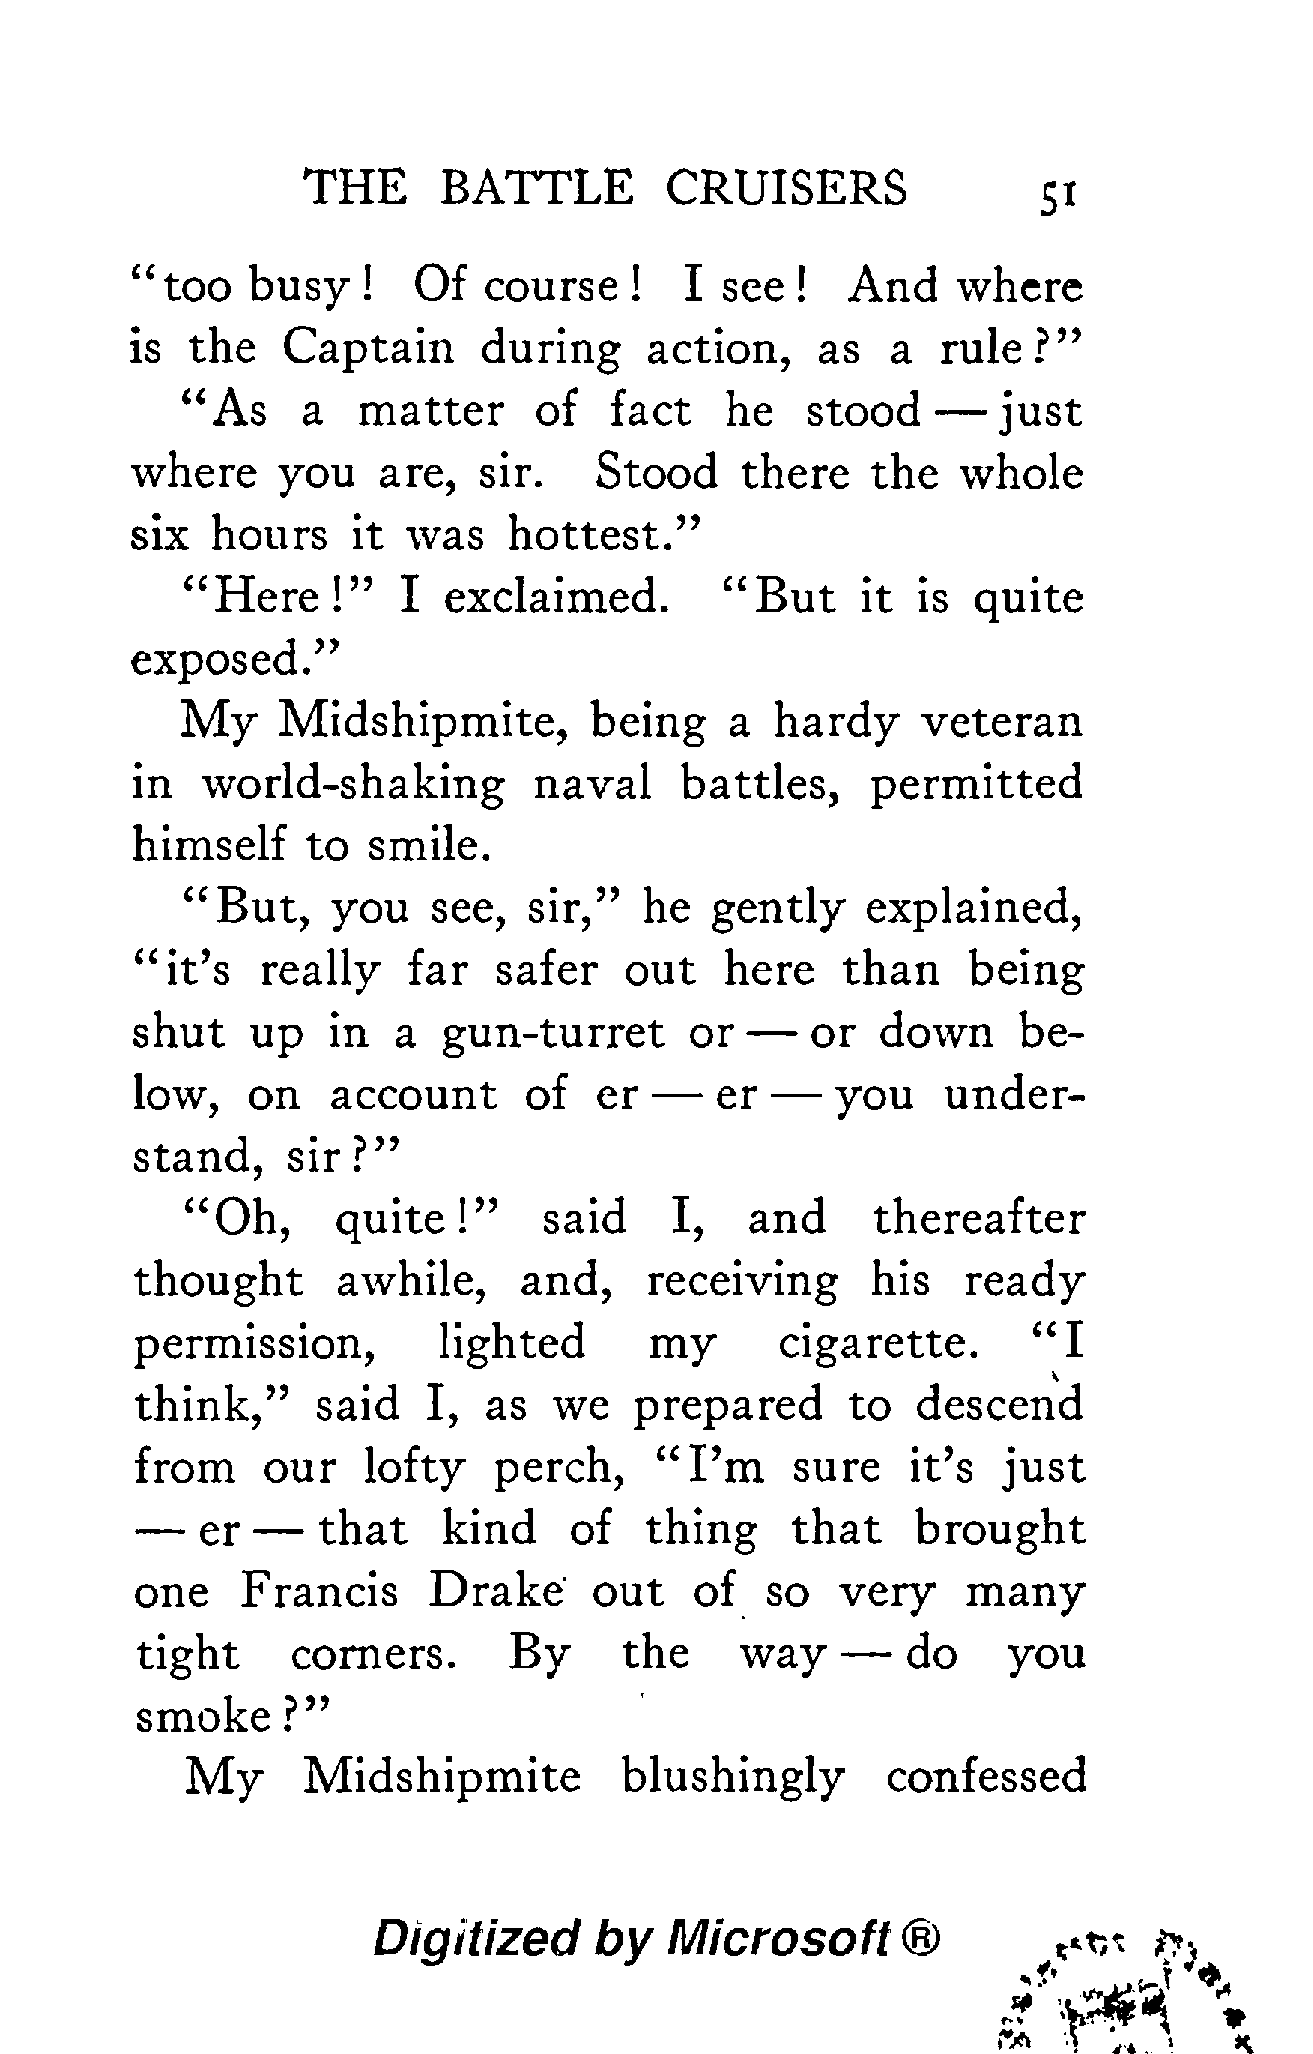 THE BATTLE CRUISERS 51
“too busy! Of course! I see! And where
is the Captain during action, as a rule?”
“As a matter of fact he stood — just
where you are, sir. Stood there the whole
six hours it was hottest.”
“Here!” I exclaimed. “But it is quite
exposed.”
My Midshipmite, being a hardy veteran
in world-shaking naval battles, permitted
himself to smile.
“But, you see, sir,” he gently explained,
“it’s really far safer out here than being
shut up in a gun-turret or — or down be-
low, on account of er — er — you under-
stand, sir?”
“Oh, quite!” said I, and thereafter
thought awhile, and, receiving his ready
permission, lighted my cigarette. “I
think,” said I, as we prepared to descend
from our lofty perch, “I’m sure it’s just
— er — that kind of thing that brought
one Francis Drake out of so very many
tight corners. By the way — do you
smoke?”
My Midshipmite blushingly confessed
Digitized by Microsoft ®